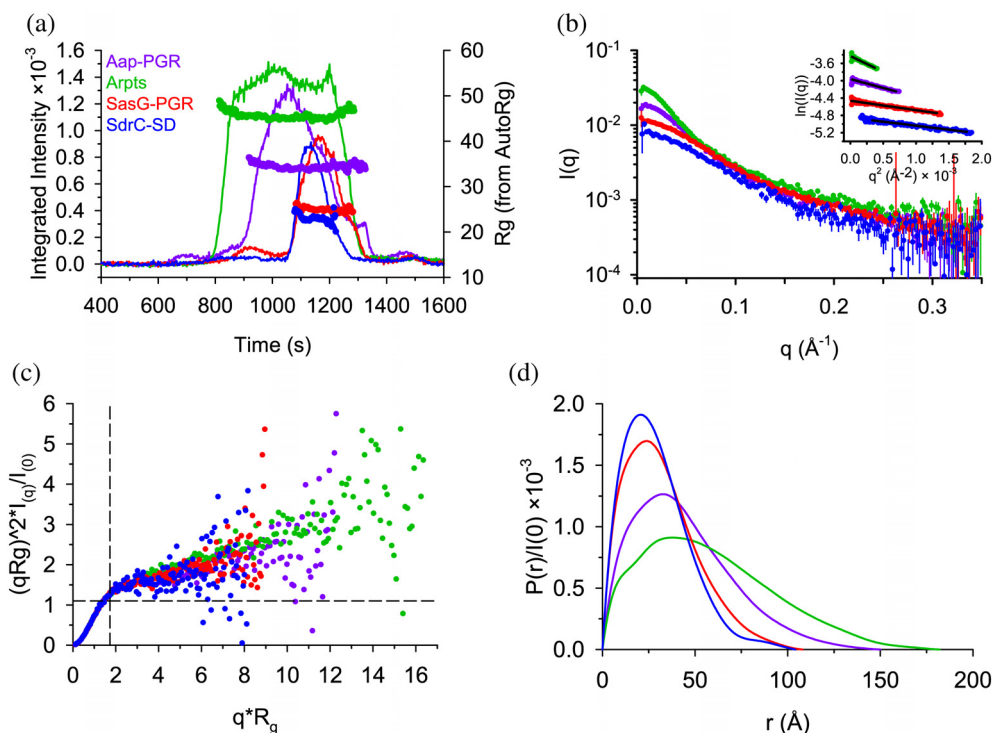 (a)
Integrated Intensity ×10-3
1.6
1.4
1.2
1.0
0.8
0.6
0.4
0.2
0.0
Aap-PGR
Arpts
SasG-PGR
SdrC-SD
60
50
40
30
20
10
Rg (from AutoRg)
400 600 800 1000 1200 1400 1600
Time (s)
(b)
I(q)
10-1
10-2
10-3
10-4
0.0 0.1 0.2 0.3
q (Å-1)
ln(I(q))
-3.6
-4.0
-4.4
-4.8
-5.2
0.0 0.5 1.0 1.5 2.0
q2 (Å-2) × 10-3
(c)
(qRg)^2*I(q)/I(0)
6
5
4
3
2
1
0
0 2 4 6 8 10 12 14 16
q*Rg
(d)
P(r)/I(0) ×10-3
2.0
1.5
1.0
0.5
0.0
0 50 100 150 200
r (Å)